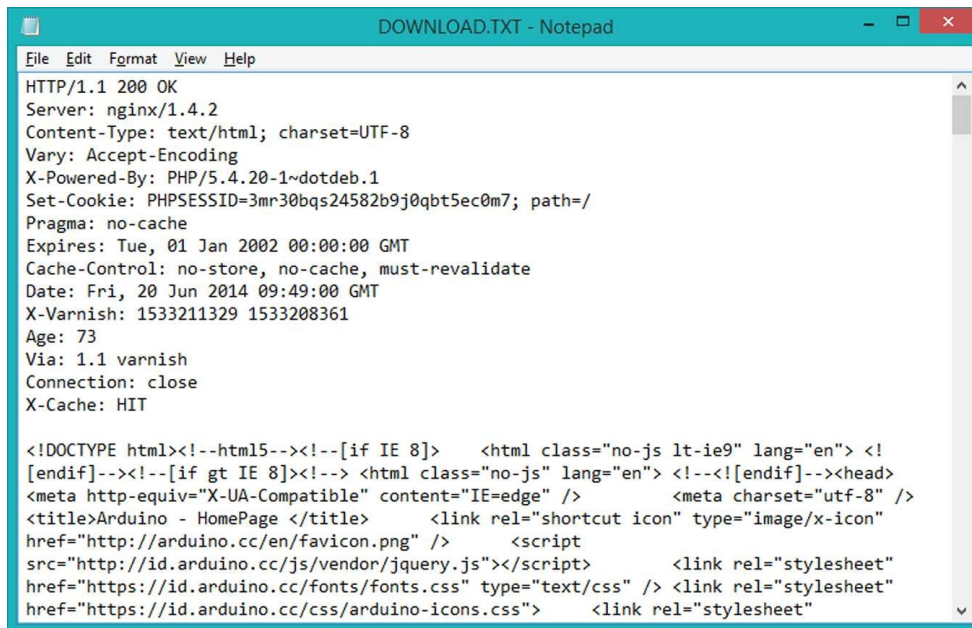 DOWNLOAD.TXT - Notepad
File Edit Format View Help
HTTP/1.1 200 OK
Server: nginx/1.4.2
Content-Type: text/html; charset=UTF-8
Vary: Accept-Encoding
X-Powered-By: PHP/5.4.20-1~dotdeb.1
Set-Cookie: PHPSESSID=3mr30bqs24582b9j0qbt5ec0m7; path=/
Pragma: no-cache
Expires: Tue, 01 Jan 2002 00:00:00 GMT
Cache-Control: no-store, no-cache, must-revalidate
Date: Fri, 20 Jun 2014 09:49:00 GMT
X-Varnish: 1533211329 1533208361
Age: 73
Via: 1.1 varnish
Connection: close
X-Cache: HIT
<!DOCTYPE html><!--html5--><!--[if IE 8]>    <html class="no-js lt-ie9" lang="en"> <!
[endif]--><!--[if gt IE 8]><!--> <html class="no-js" lang="en"> <!--<![endif]--><head>
<meta http-equiv="X-UA-Compatible" content="IE=edge" />        <meta charset="utf-8" />
<title>Arduino - HomePage </title>      <link rel="shortcut icon" type="image/x-icon"
href="http://arduino.cc/en/favicon.png" />      <script
src="http://id.arduino.cc/js/vendor/jquery.js"></script>        <link rel="stylesheet"
href="https://id.arduino.cc/fonts/fonts.css" type="text/css" /> <link rel="stylesheet"
href="https://id.arduino.cc/css/arduino-icons.css">     <link rel="stylesheet"